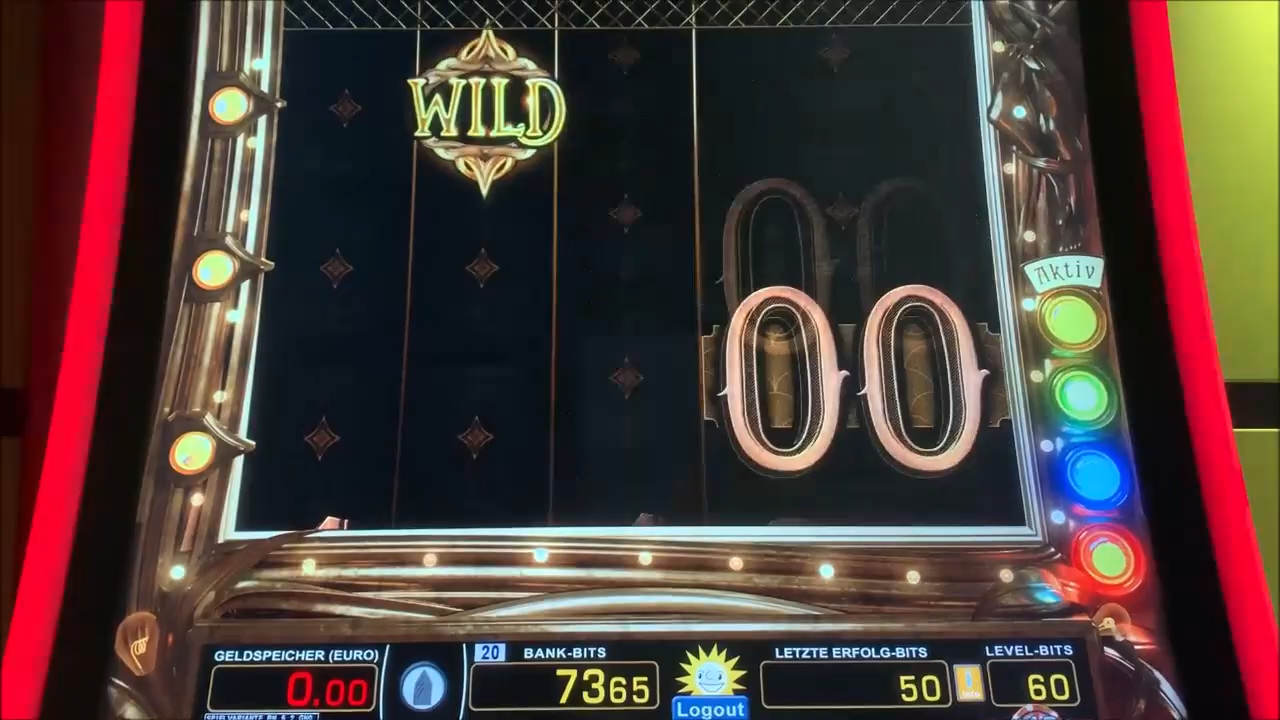 WILD
00
Aktiv
GELDSPEICHER (EURO)
0.00
20
BANK-BITS
7365
Logout
LETZTE ERFOLG-BITS
50
Info
LEVEL-BITS
60